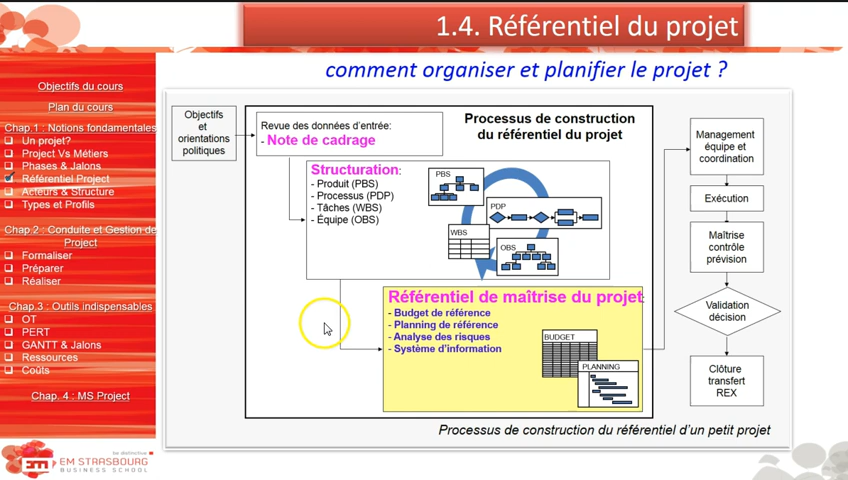 1.4. Référentiel du projet
comment organiser et planifier le projet ?
Objectifs du cours
Plan du cours
Chap.1 : Notions fondamentales
Un projet?
Project Vs Métiers
Phases & Jalons
Référentiel Project
Acteurs & Structure
Types et Profils
Chap.2 : Conduite et Gestion de
Project
Formaliser
Préparer
Réaliser
Chap.3 : Outils indispensables
OT
PERT
GANTT & Jalons
Ressources
Coûts
Chap. 4 : MS Project
be distinctive
em
EM STRASBOURG
BUSINESS SCHOOL
Objectifs
et
orientations
politiques
Revue des données d'entrée:
- Note de cadrage
Processus de construction
du référentiel du projet
Structuration:
- Produit (PBS)
- Processus (PDP)
- Tâches (WBS)
- Équipe (OBS)
PBS
PDP
WBS
OBS
Référentiel de maîtrise du projet
- Budget de référence
- Planning de référence
- Analyse des risques
- Système d'information
BUDGET
PLANNING
Management
équipe et
coordination
Exécution
Maîtrise
contrôle
prévision
Validation
décision
Clôture
transfert
REX
Processus de construction du référentiel d'un petit projet